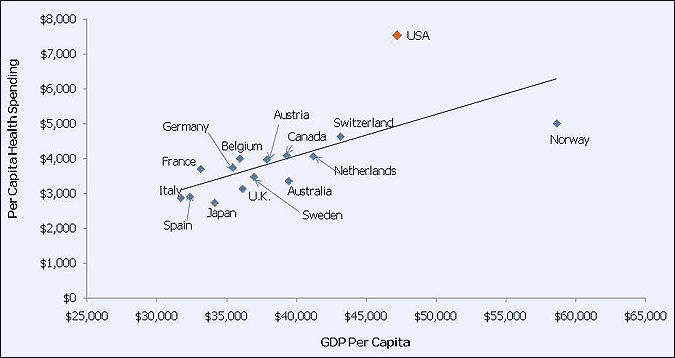 $8,000
$7,000
$6,000
$5,000
$4,000
$3,000
$2,000
$1,000
$0
Per Capita Health Spending
USA
Switzerland
Norway
Austria
Canada
Germany
Belgium
Netherlands
France
Italy
U.K.
Australia
Japan
Sweden
Spain
$25,000 $30,000 $35,000 $40,000 $45,000 $50,000 $55,000 $60,000 $65,000
GDP Per Capita